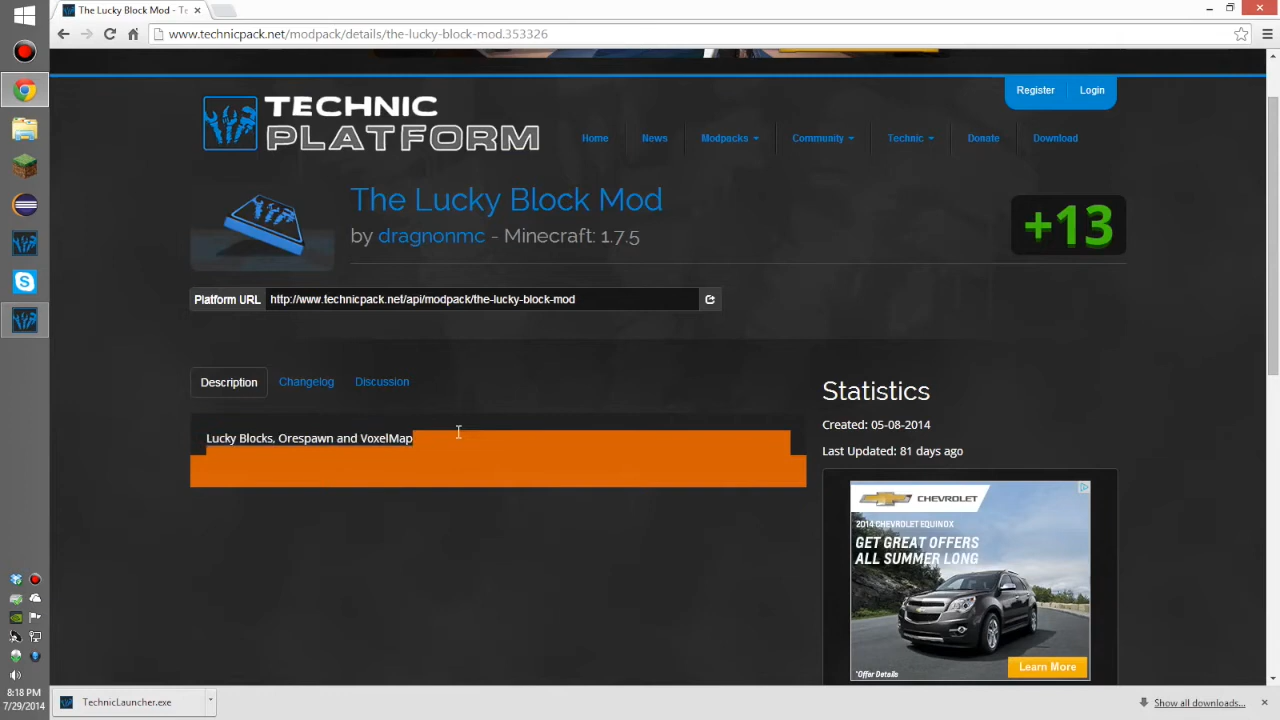 The Lucky Block Mod - Te
www.technicpack.net/modpack/details/the-lucky-block-mod.353326
Register Login
TECHNIC
PLATFORM
Home News Modpacks Community Technic Donate Download
The Lucky Block Mod
by dragnonmc - Minecraft: 1.7.5
+13
Platform URL http://www.technicpack.net/api/modpack/the-lucky-block-mod
Description Changelog Discussion
Lucky Blocks, Orespawn and VoxelMap
Statistics
Created: 05-08-2014
Last Updated: 81 days ago
CHEVROLET
2014 CHEVROLET EQUINOX
GET GREAT OFFERS
ALL SUMMER LONG
*Offer Details
Learn More
8:18 PM
7/29/2014
TechnicLauncher.exe
Show all downloads...